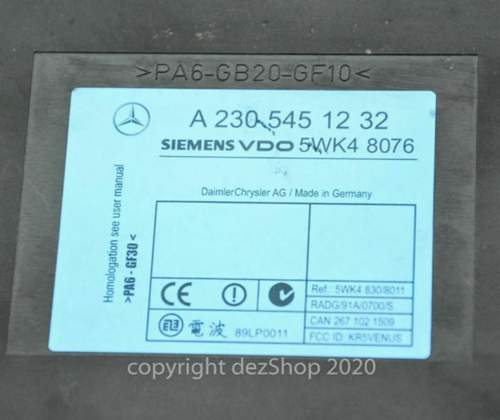 >PA6-GB20-GF10<
A 230 545 12 32
SIEMENS VDO 5WK4 8076
DaimlerChrysler AG / Made in Germany
Homologation see user manual
>PA6 - GF30 <
CE
Ref.: 5WK4 830/8011
RADG/91A/0700/S
CAN 267 102 1509
FCC ID: KR5VENUS
電波 89LP0011
copyright dezShop 2020